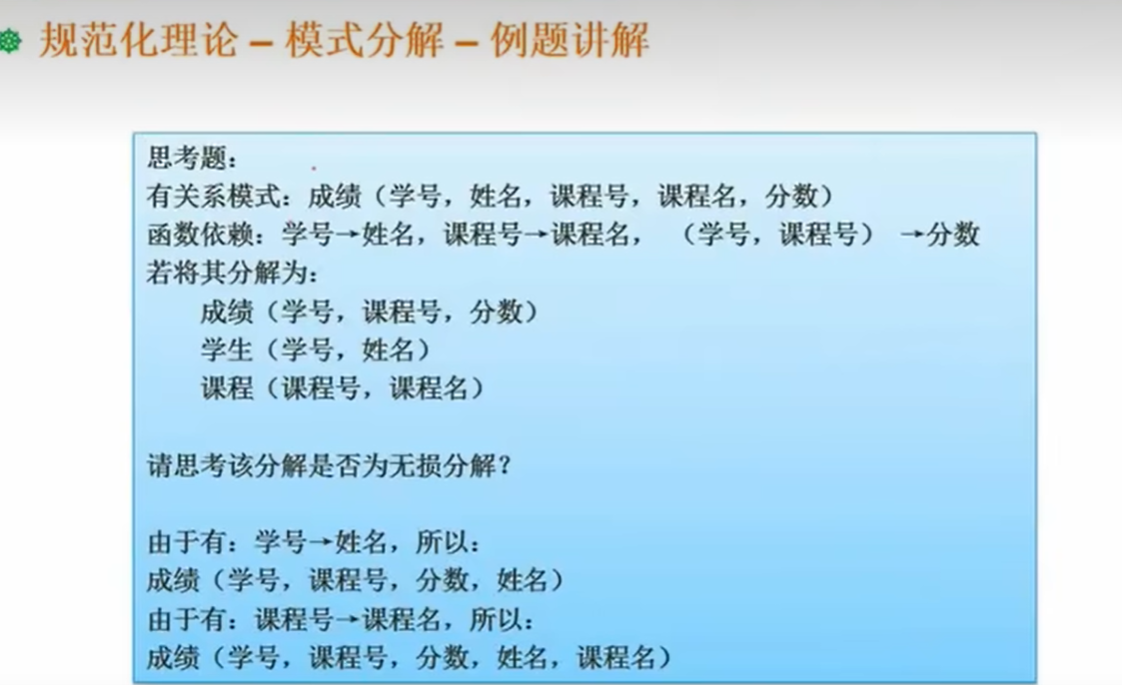 规范化理论 – 模式分解 – 例题讲解
思考题：
有关系模式：成绩（学号，姓名，课程号，课程名，分数）
函数依赖：学号→姓名，课程号→课程名， （学号，课程号） →分数
若将其分解为：
成绩（学号，课程号，分数）
学生（学号，姓名）
课程（课程号，课程名）
请思考该分解是否为无损分解？
由于有：学号→姓名，所以：
成绩（学号，课程号，分数，姓名）
由于有：课程号→课程名，所以：
成绩（学号，课程号，分数，姓名，课程名）